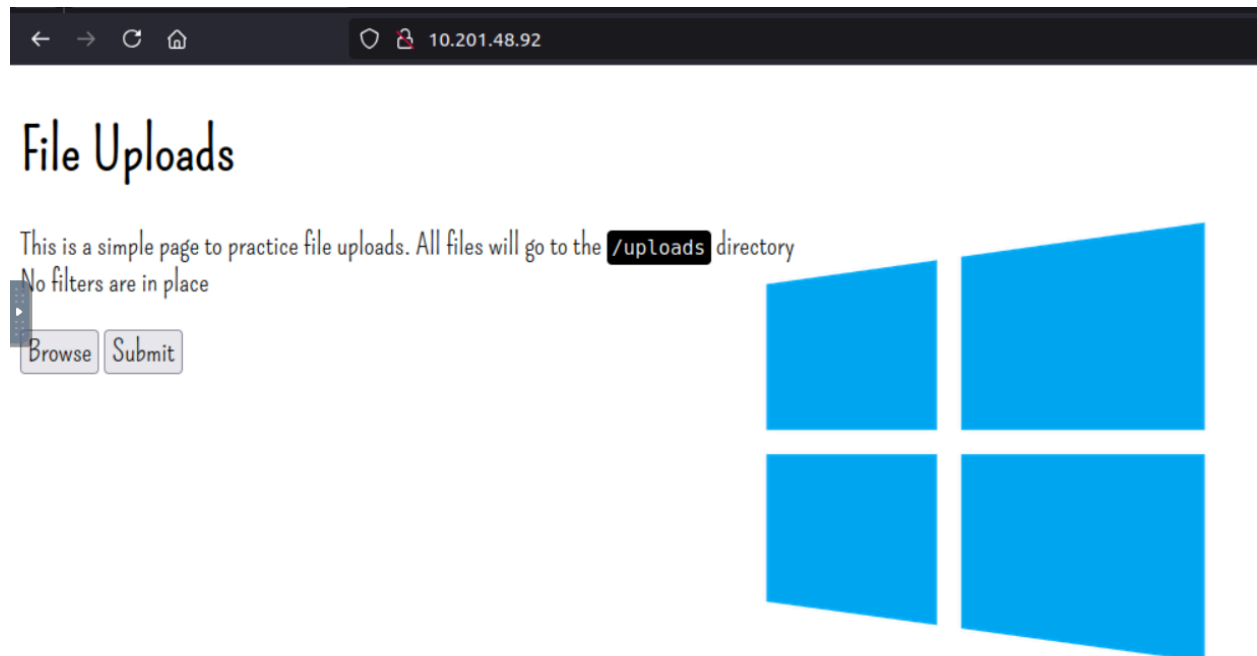 10.201.48.92
File Uploads
This is a simple page to practice file uploads. All files will go to the /uploads directory
No filters are in place
Browse Submit